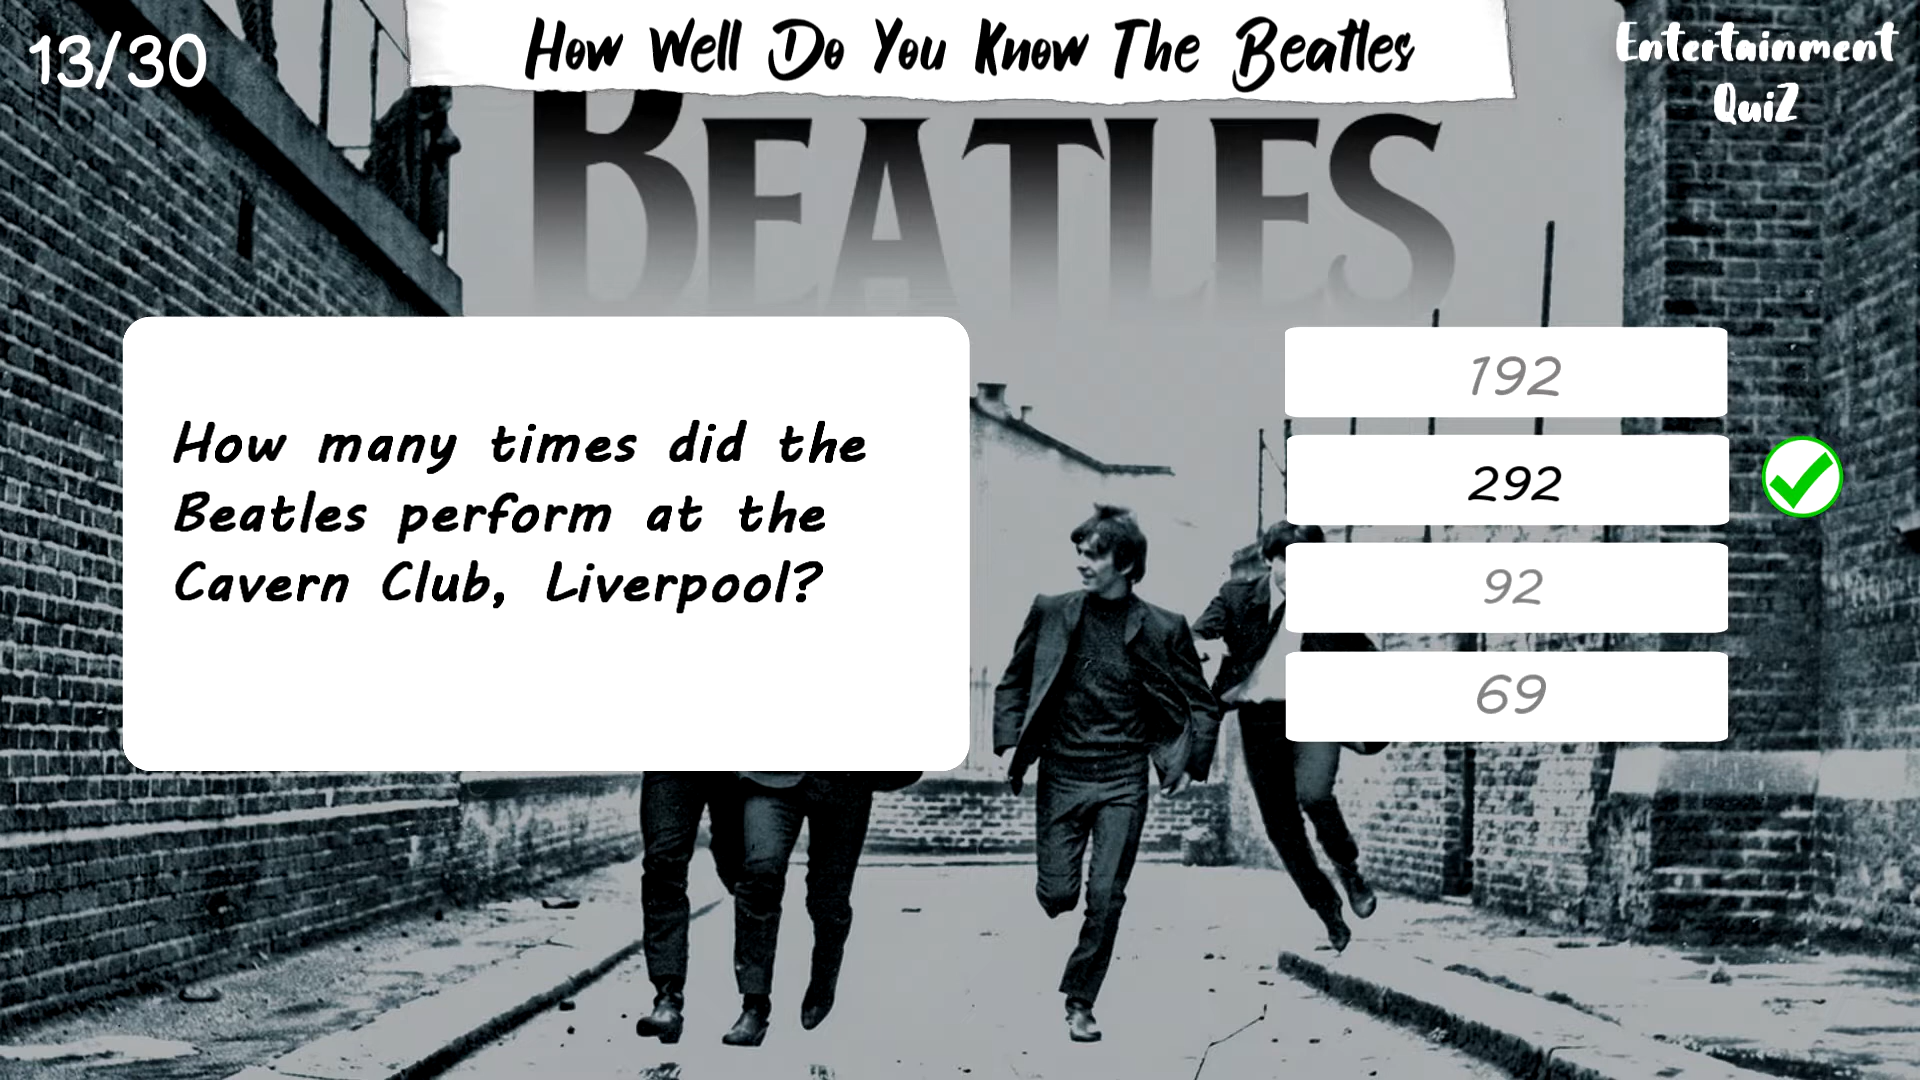 13/30
How Well Do You Know The Beatles
Entertainment
QuiZ
BEATLES
How many times did the
Beatles perform at the
Cavern Club, Liverpool?
192
292
92
69